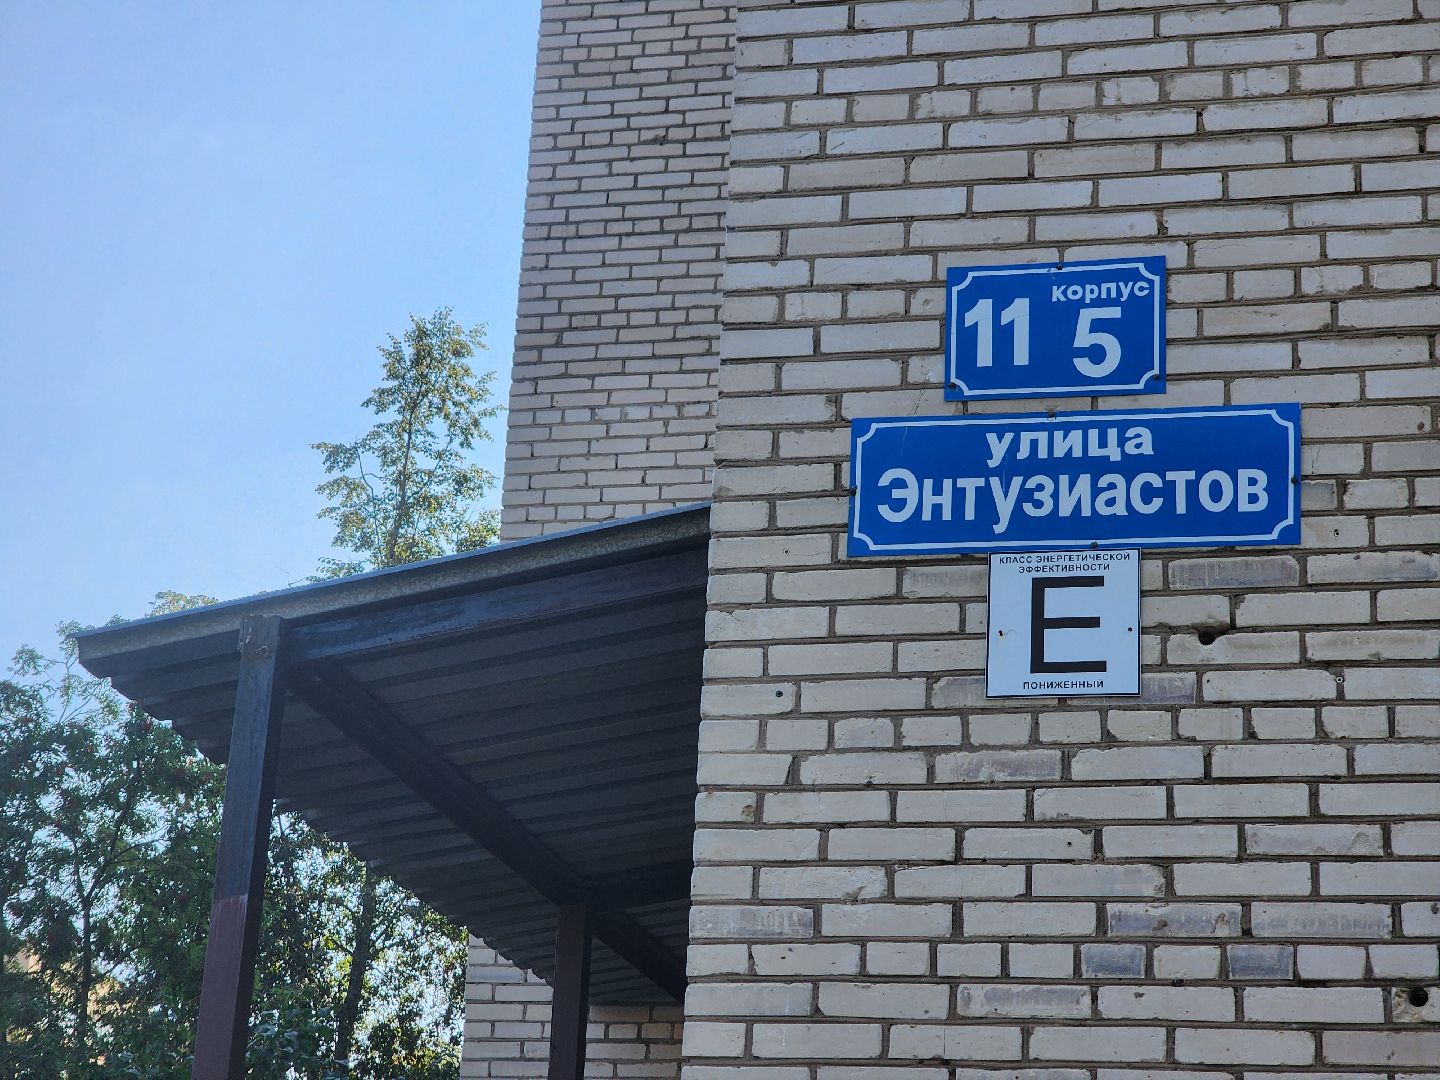 11 корпус 5
улица
Энтузиастов
КЛАСС ЭНЕРГЕТИЧЕСКОЙ
ЭФФЕКТИВНОСТИ
E
ПОНИЖЕННЫЙ